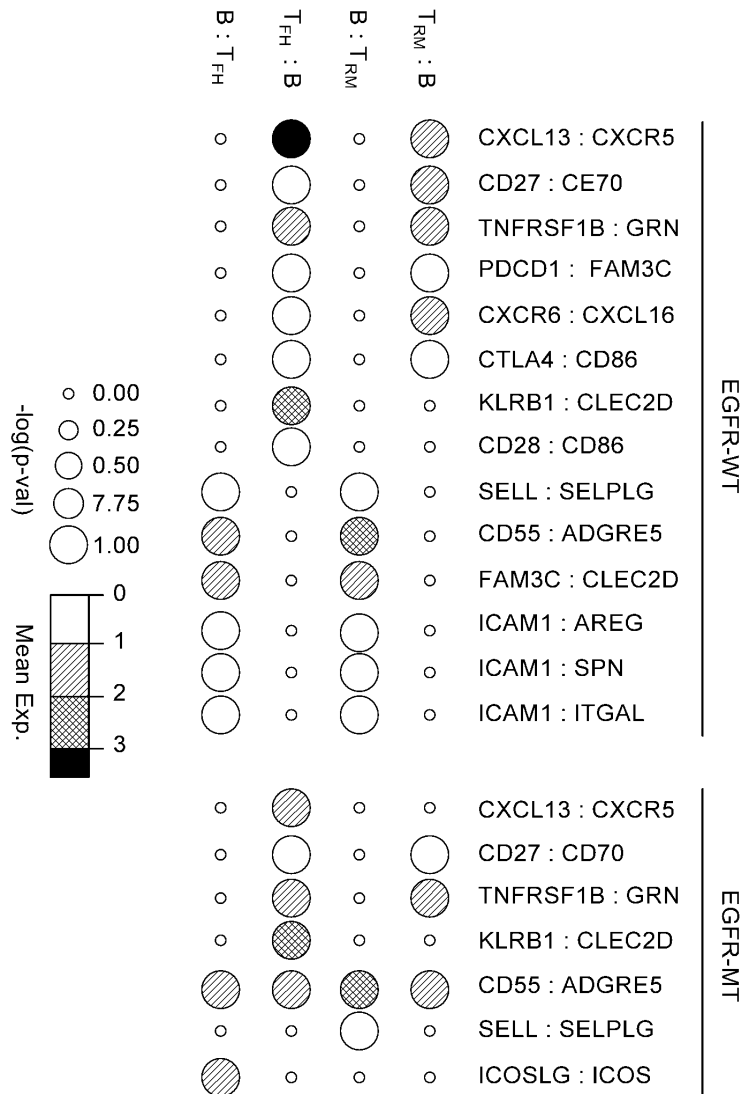 B : TFH
TFH : B
B : TRM
TRM : B
CXCL13 : CXCR5
CD27 : CE70
TNFRSF1B : GRN
PDCD1 : FAM3C
CXCR6 : CXCL16
CTLA4 : CD86
KLRB1 : CLEC2D
CD28 : CD86
SELL : SELPLG
CD55 : ADGRE5
FAM3C : CLEC2D
ICAM1 : AREG
ICAM1 : SPN
ICAM1 : ITGAL
EGFR-WT
CXCL13 : CXCR5
CD27 : CD70
TNFRSF1B : GRN
KLRB1 : CLEC2D
CD55 : ADGRE5
SELL : SELPLG
ICOSLG : ICOS
EGFR-MT
-log(p-val)
0.00
0.25
0.50
7.75
1.00
Mean Exp.
0
1
2
3